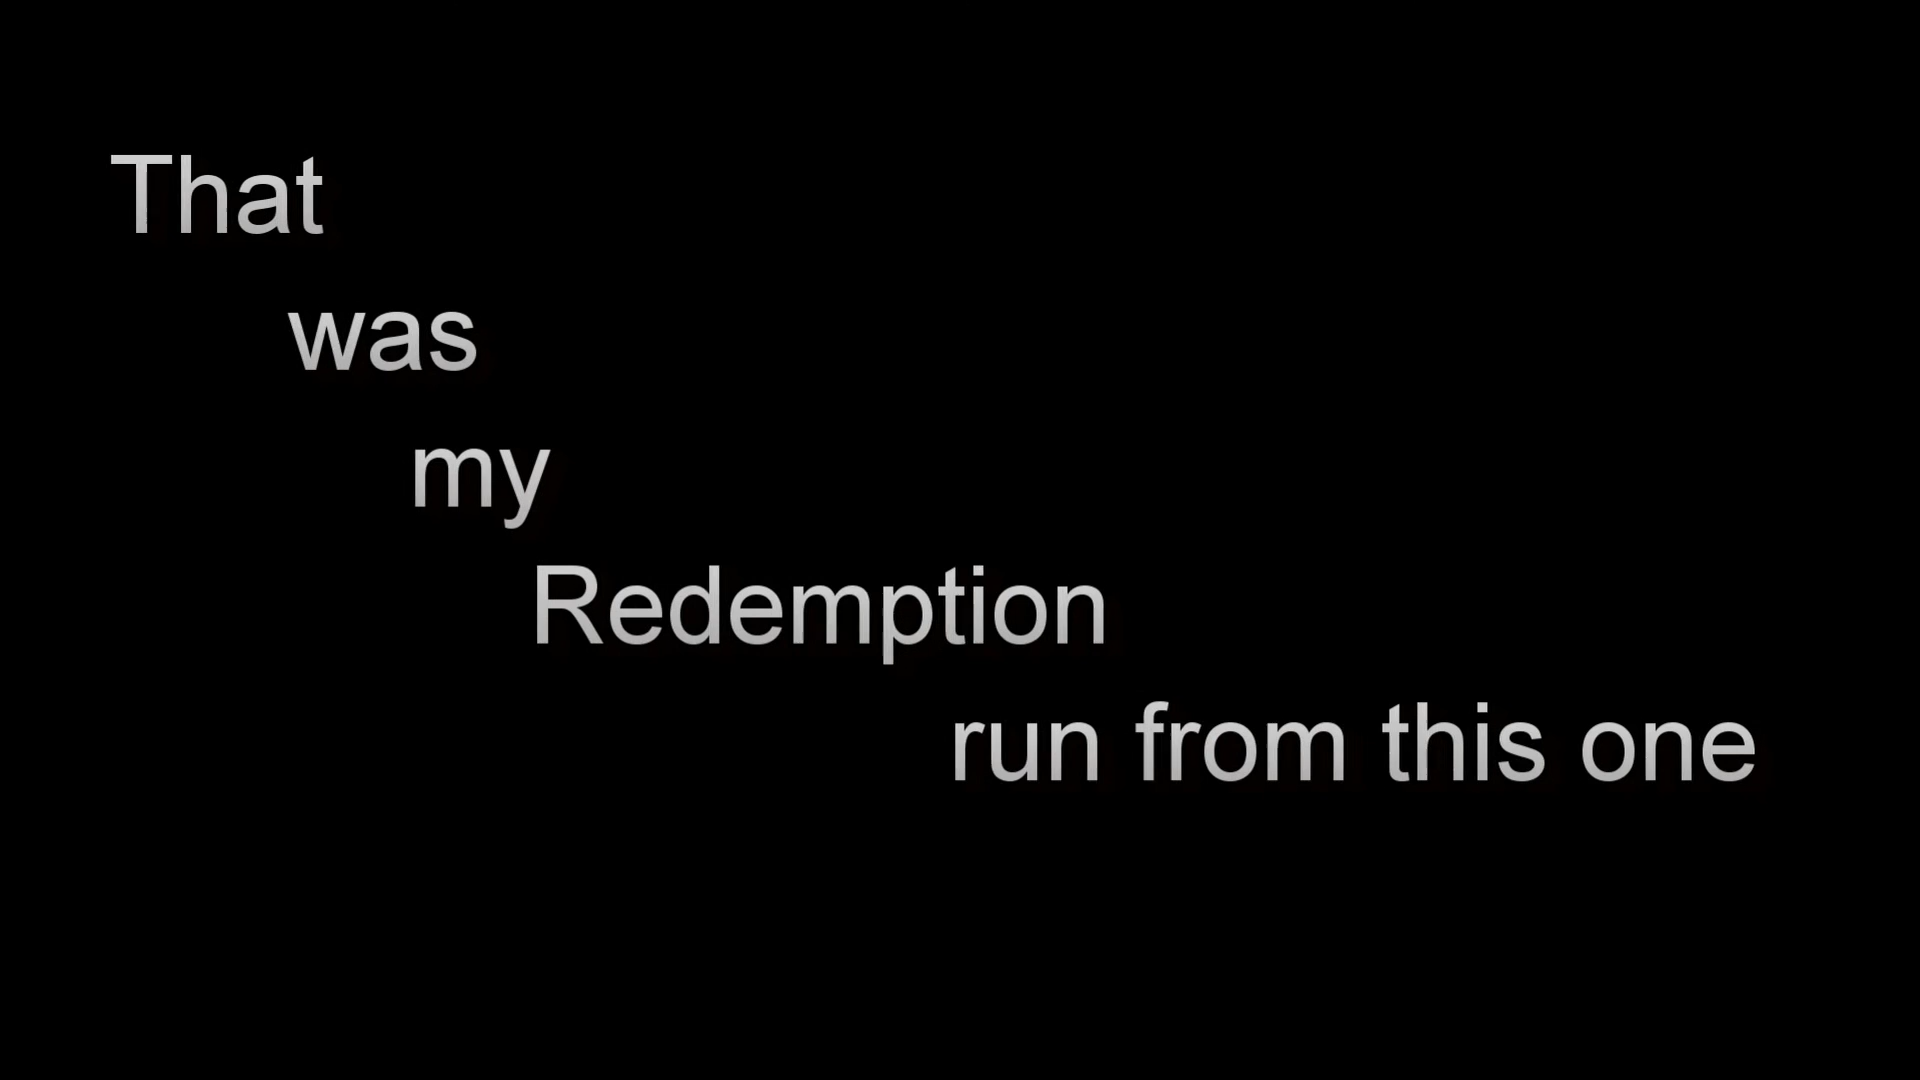 That
was
my
Redemption
run from this one